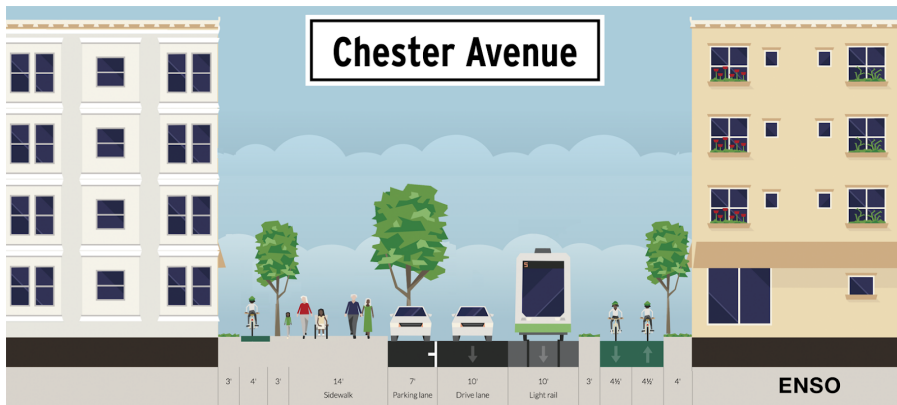 Chester Avenue
S
3' 4' 3' 14' 7' 10' 10' 3' 4½' 4½' 4'
Sidewalk Parking lane Drive lane Light rail
ENSO